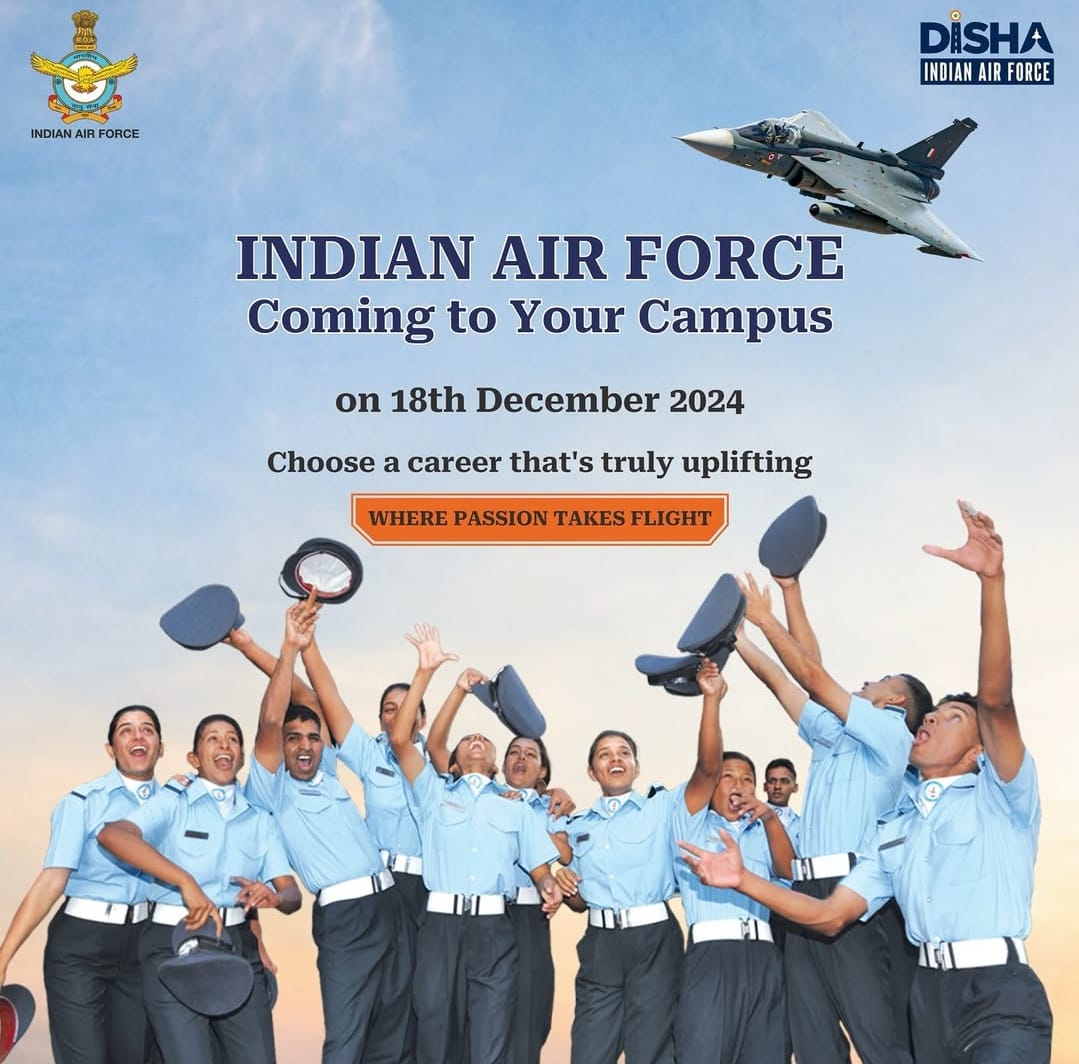 DISHA
INDIAN AIR FORCE
INDIAN AIR FORCE
INDIAN AIR FORCE
Coming to Your Campus
on 18th December 2024
Choose a career that's truly uplifting
WHERE PASSION TAKES FLIGHT